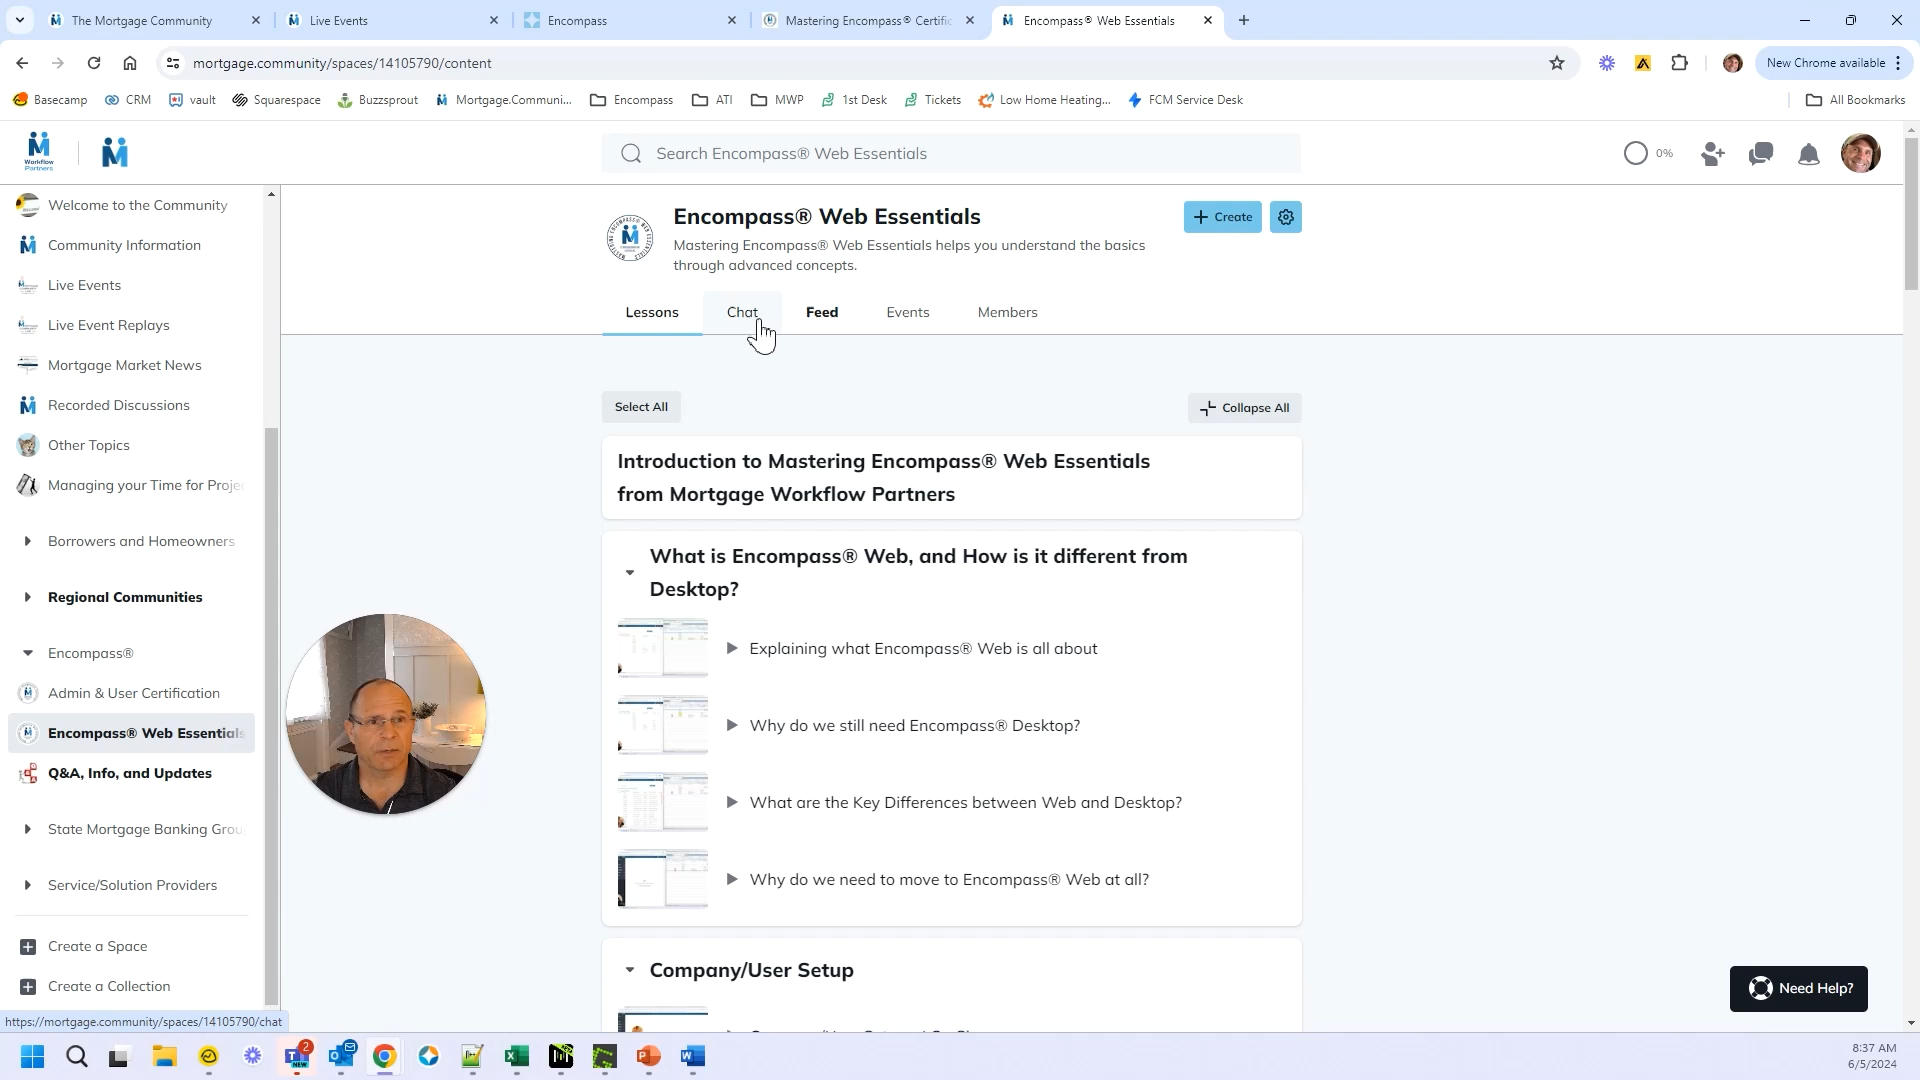 The Mortgage Community
Live Events
Encompass
Mastering Encompass® Certific
Encompass® Web Essentials
mortgage.community/spaces/14105790/content
New Chrome available
Basecamp
CRM
vault
Squarespace
Buzzsprout
Mortgage.Communi...
Encompass
ATI
MWP
1st Desk
Tickets
Low Home Heating...
FCM Service Desk
All Bookmarks
Workflow
Partners
Search Encompass® Web Essentials
0%
Welcome to the Community
Community Information
Live Events
Live Event Replays
Mortgage Market News
Recorded Discussions
Other Topics
Managing your Time for Proje
Borrowers and Homeowners
Regional Communities
Encompass®
Admin & User Certification
Encompass® Web Essentials
Q&A, Info, and Updates
State Mortgage Banking Grou
Service/Solution Providers
Create a Space
Create a Collection
https://mortgage.community/spaces/14105790/chat
Encompass® Web Essentials
Mastering Encompass® Web Essentials helps you understand the basics
through advanced concepts.
Create
Lessons
Chat
Feed
Events
Members
Select All
Collapse All
Introduction to Mastering Encompass® Web Essentials
from Mortgage Workflow Partners
What is Encompass® Web, and How is it different from
Desktop?
Explaining what Encompass® Web is all about
Why do we still need Encompass® Desktop?
What are the Key Differences between Web and Desktop?
Why do we need to move to Encompass® Web at all?
Company/User Setup
Need Help?
2
NEW
8:37 AM
6/5/2024